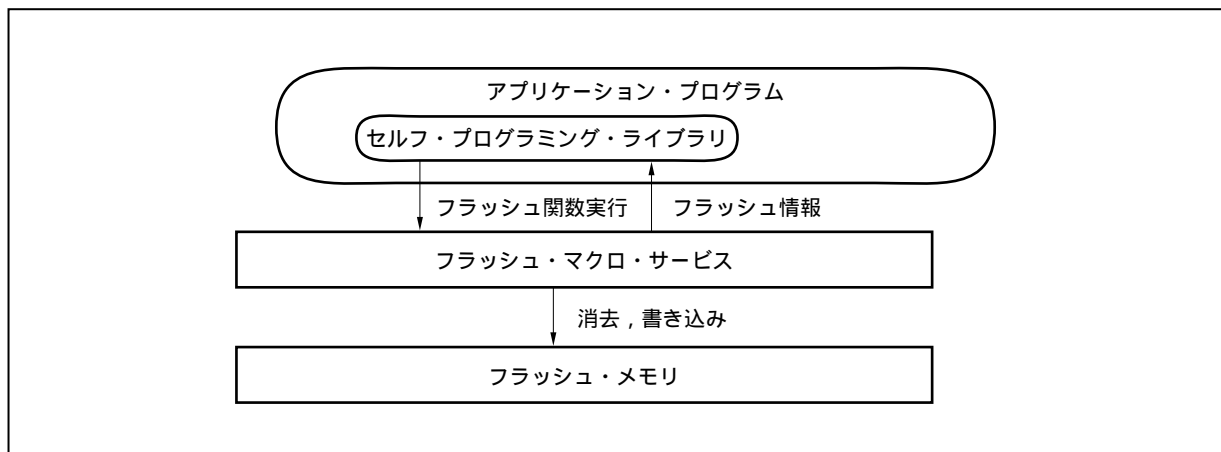 アプリケーション・プログラム
セルフ・プログラミング・ライブラリ
フラッシュ関数実行
フラッシュ情報
フラッシュ・マクロ・サービス
消去，書き込み
フラッシュ・メモリ